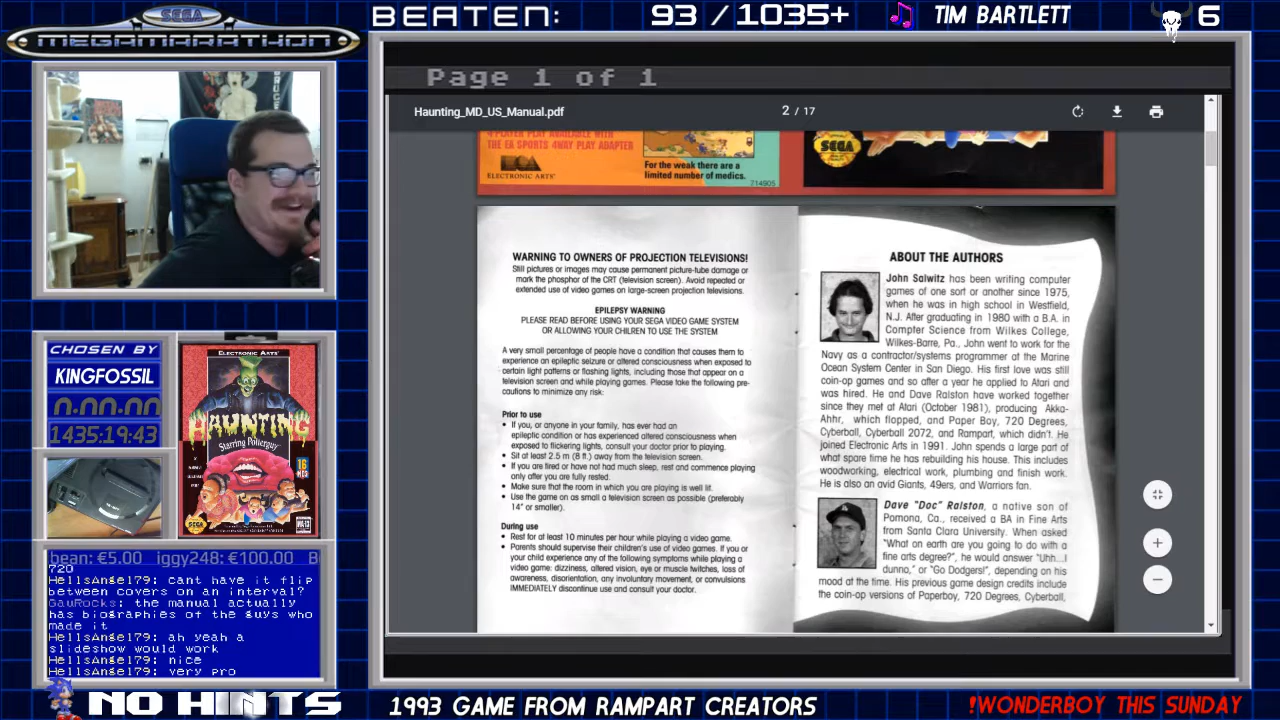 SEGA
MEGAMARATHON
BEATEN: 93 / 1035+
TIM BARTLETT
6
Page 1 of 1
Haunting_MD_US_Manual.pdf
2 / 17
4-PLAYER PLAY AVAILABLE WITH
THE EA SPORTS 4WAY PLAY ADAPTER
ELECTRONIC ARTS
For the weak there are a
limited number of medics.
714905
SEGA
WARNING TO OWNERS OF PROJECTION TELEVISIONS!
Still pictures or images may cause permanent picture-tube damage or
mark the phosphor of the CRT (television screen). Avoid repeated or
extended use of video games on large-screen projection televisions.
EPILEPSY WARNING
PLEASE READ BEFORE USING YOUR SEGA VIDEO GAME SYSTEM
OR ALLOWING YOUR CHILREN TO USE THE SYSTEM
A very small percentage of people have a condition that causes them to
experience an epileptic seizure or altered consciousness when exposed to
certain light patterns or flashing lights, including those that appear on a
television screen and while playing games. Please take the following pre-
cautions to minimize any risk:
Prior to use
• If you, or anyone in your family, has ever had an
epileptic condition or has experienced altered consciousness when
exposed to flickering lights, consult your doctor prior to playing.
• Sit at least 2.5 m (8 ft.) away from the television screen.
• If you are tired or have not had much sleep, rest and commence playing
only after you are fully rested.
• Make sure that the room in which you are playing is well lit.
• Use the game on as small a television screen as possible (preferably
14" or smaller).
During use
• Rest for at least 10 minutes per hour while playing a video game.
• Parents should supervise their children's use of video games. If you or
your child experience any of the following symptoms while playing
video game: dizziness, altered vision, eye or muscle twitches, loss of
awareness, disorientation, any involuntary movement, or convulsions
IMMEDIATELY discontinue use and consult your doctor.
ABOUT THE AUTHORS
John Salwitz has been writing computer
games of one sort or another since 1975,
when he was in high school in Westfield,
N.J. After graduating in 1980 with a B.A. in
Compter Science from Wilkes College,
Wilkes-Barre, Pa., John went to work for the
Navy as a contractor/systems programmer at the Marine
Ocean System Center in San Diego. His first love was still
coin-op games and so after a year he applied to Atari and
was hired. He and Dave Ralston have worked together
since they met at Atari (October 1981), producing Akka-
Ahhr, which flopped, and Paper Boy, 720 Degrees,
Cyberball, Cyberball 2072, and Rampart, which didn't. He
joined Electronic Arts in 1991. John spends a large part of
what spare time he has rebuilding his house. This includes
woodworking, electrical work, plumbing and finish work.
He is also an avid Giants, 49ers, and Warriors fan.
Dave "Doc" Ralston, a native son of
Pomona, Ca., received a BA in Fine Arts
from Santa Clara University. When asked
"What on earth are you going to do with a
fine arts degree?", he would answer "Uhh...I
dunno," or "Go Dodgers!", depending on his
mood at the time. His previous game design credits include
the coin-op versions of Paperboy, 720 Degrees, Cyberball,
CHOSEN BY
KINGFOSSIL
0:00:00
1435:19:43
ELECTRONIC ARTS
HAUNTING
Starring Polterguy
16
MEG
SEGA
MA-13
bean: €5.00 iggy248: €100.00 B
720
HellsAngel79: cant have it flip
between covers on an interval?
GauRocks: the manual actually
has biographies of the guys who
made it
HellsAngel79: ah yeah a
slideshow would work
HellsAngel79: nice
HellsAngel79: very pro
NO HINTS
1993 GAME FROM RAMPART CREATORS
!WONDERBOY THIS SUNDAY